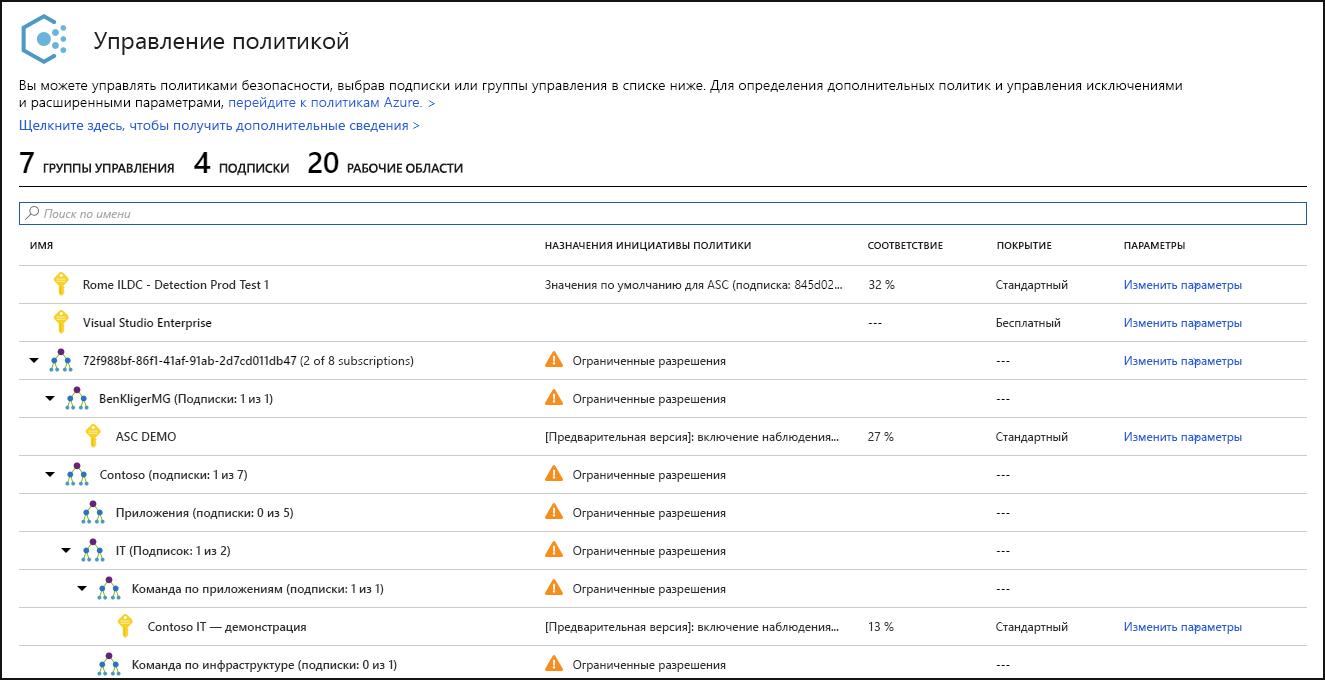 Управление политикой
Вы можете управлять политиками безопасности, выбрав подписки или группы управления в списке ниже. Для определения дополнительных политик и управления исключениями
и расширенными параметрами, перейдите к политикам Azure. >
Щелкните здесь, чтобы получить дополнительные сведения >
7 ГРУППЫ УПРАВЛЕНИЯ 4 ПОДПИСКИ 20 РАБОЧИЕ ОБЛАСТИ
Поиск по имени
ИМЯ НАЗНАЧЕНИЯ ИНИЦИАТИВЫ ПОЛИТИКИ СООТВЕТСТВИЕ ПОКРЫТИЕ ПАРАМЕТРЫ
Rome ILDC - Detection Prod Test 1 Значения по умолчанию для ASC (подписка: 845d02... 32 % Стандартный Изменить параметры
Visual Studio Enterprise --- Бесплатный Изменить параметры
72f988bf-86f1-41af-91ab-2d7cd011db47 (2 of 8 subscriptions) Ограниченные разрешения --- Изменить параметры
BenKligerMG (Подписки: 1 из 1) Ограниченные разрешения ---
ASC DEMO [Предварительная версия]: включение наблюдения... 27 % Стандартный Изменить параметры
Contoso (подписки: 1 из 7) Ограниченные разрешения ---
Приложения (подписки: 0 из 5) Ограниченные разрешения ---
IT (Подписок: 1 из 2) Ограниченные разрешения ---
Команда по приложениям (подписки: 1 из 1) Ограниченные разрешения ---
Contoso IT — демонстрация [Предварительная версия]: включение наблюдения... 13 % Стандартный Изменить параметры
Команда по инфраструктуре (подписки: 0 из 1) Ограниченные разрешения ---